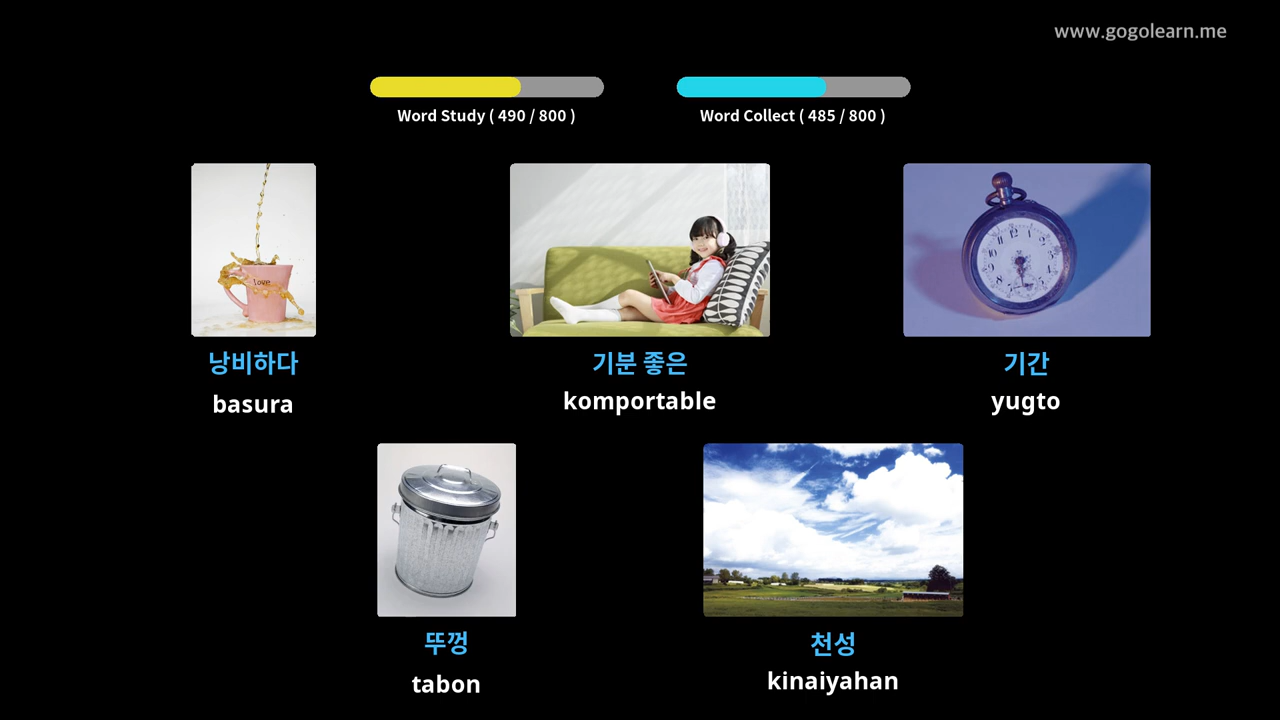 www.gogolearn.me
Word Study ( 490 / 800 )
Word Collect ( 485 / 800 )
love
낭비하다
basura
기분 좋은
komportable
기간
yugto
뚜껑
tabon
천성
kinaiyahan